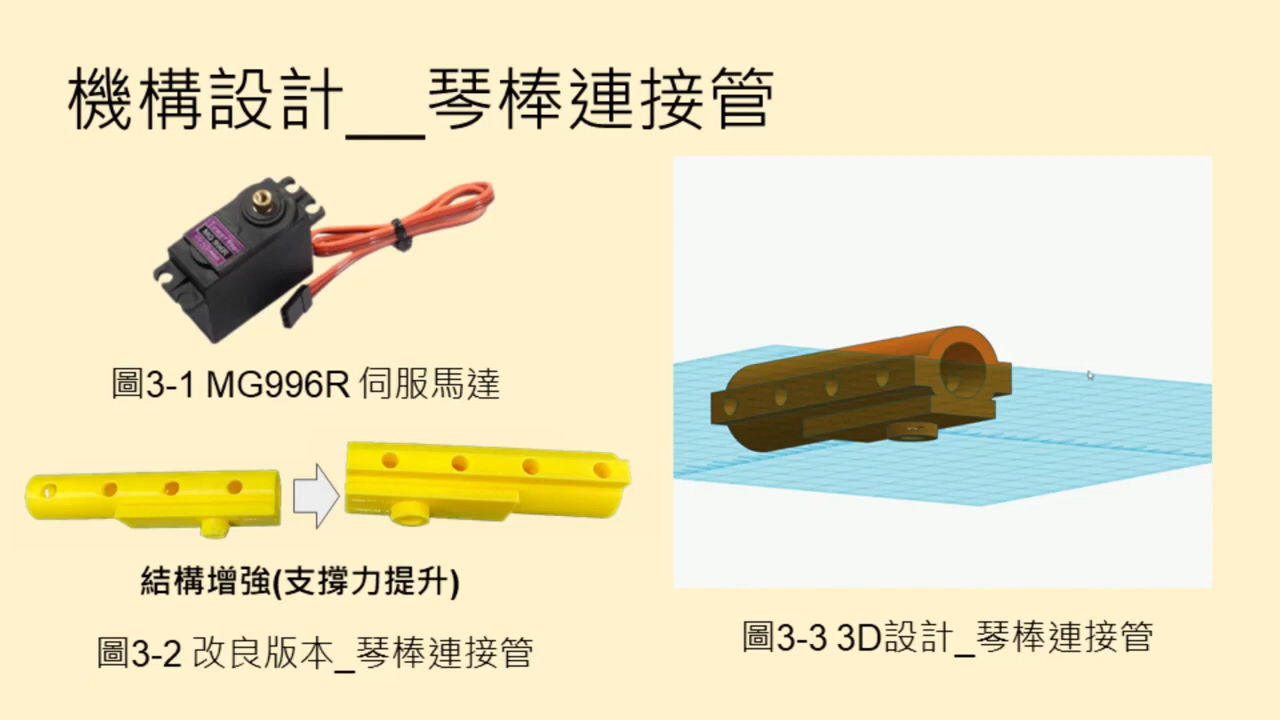 機構設計__琴棒連接管
圖3-1 MG996R 伺服馬達
結構增強(支撐力提升)
圖3-2 改良版本_琴棒連接管
圖3-3 3D設計_琴棒連接管